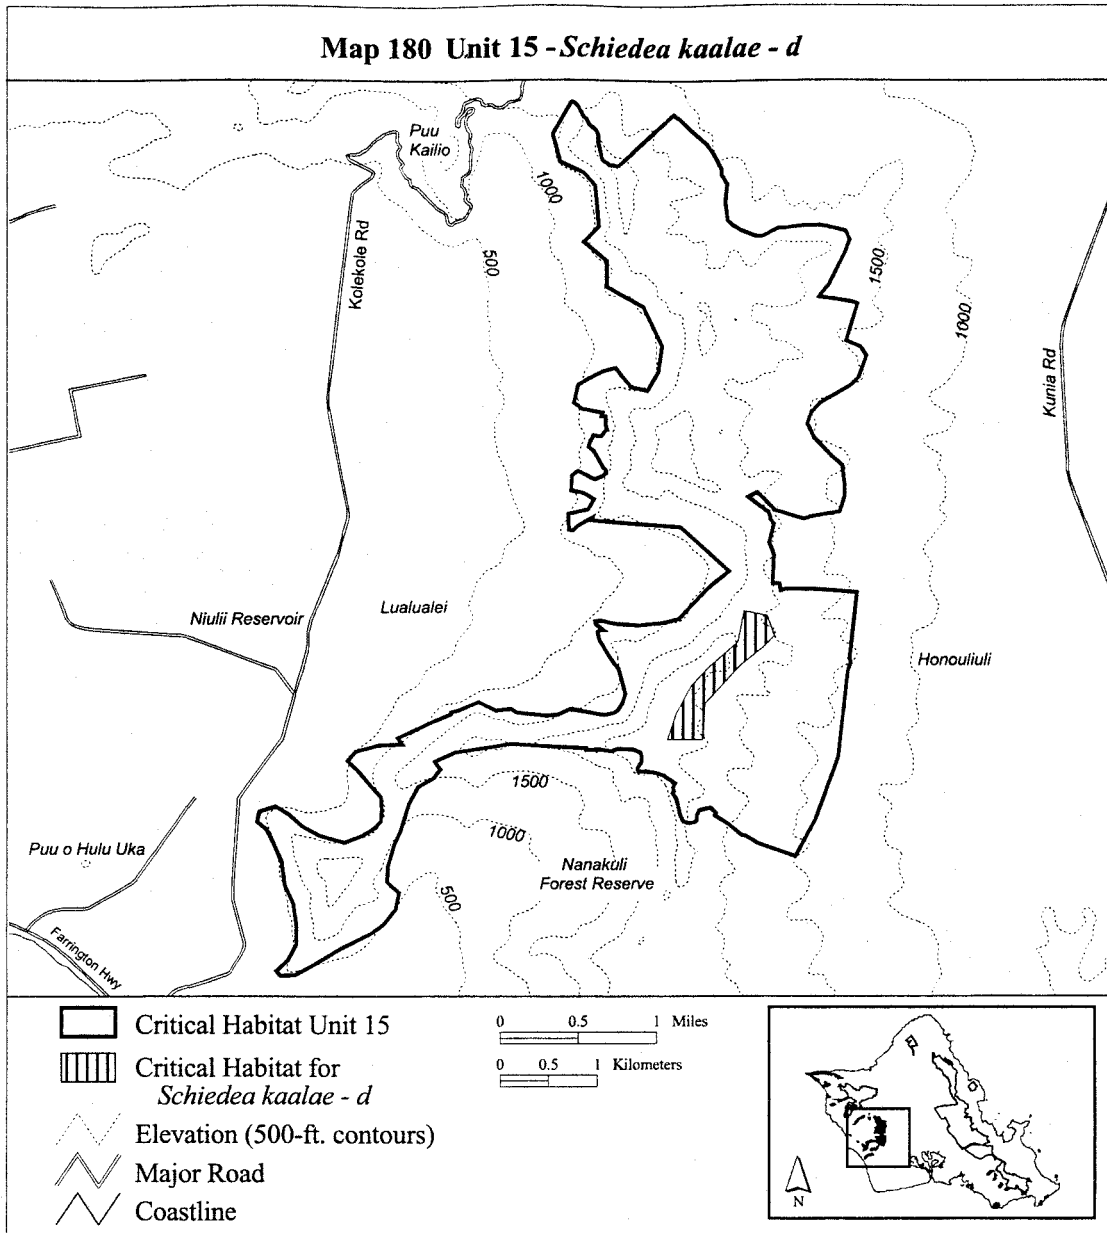 Map 180 Unit 15 - Schiedea kaalae - d
Puu
Kailio
1000
Kolekole Rd
500
1500
1000
Kunia Rd
Niulii Reservoir
Lualualei
Honouliuli
1500
1000
Puu o Hulu Uka
Nanakuli
Forest Reserve
500
Farrington Hwy
Critical Habitat Unit 15
Critical Habitat for
Schiedea kaalae - d
Elevation (500-ft. contours)
Major Road
Coastline
0 0.5 1 Miles
0 0.5 1 Kilometers
N